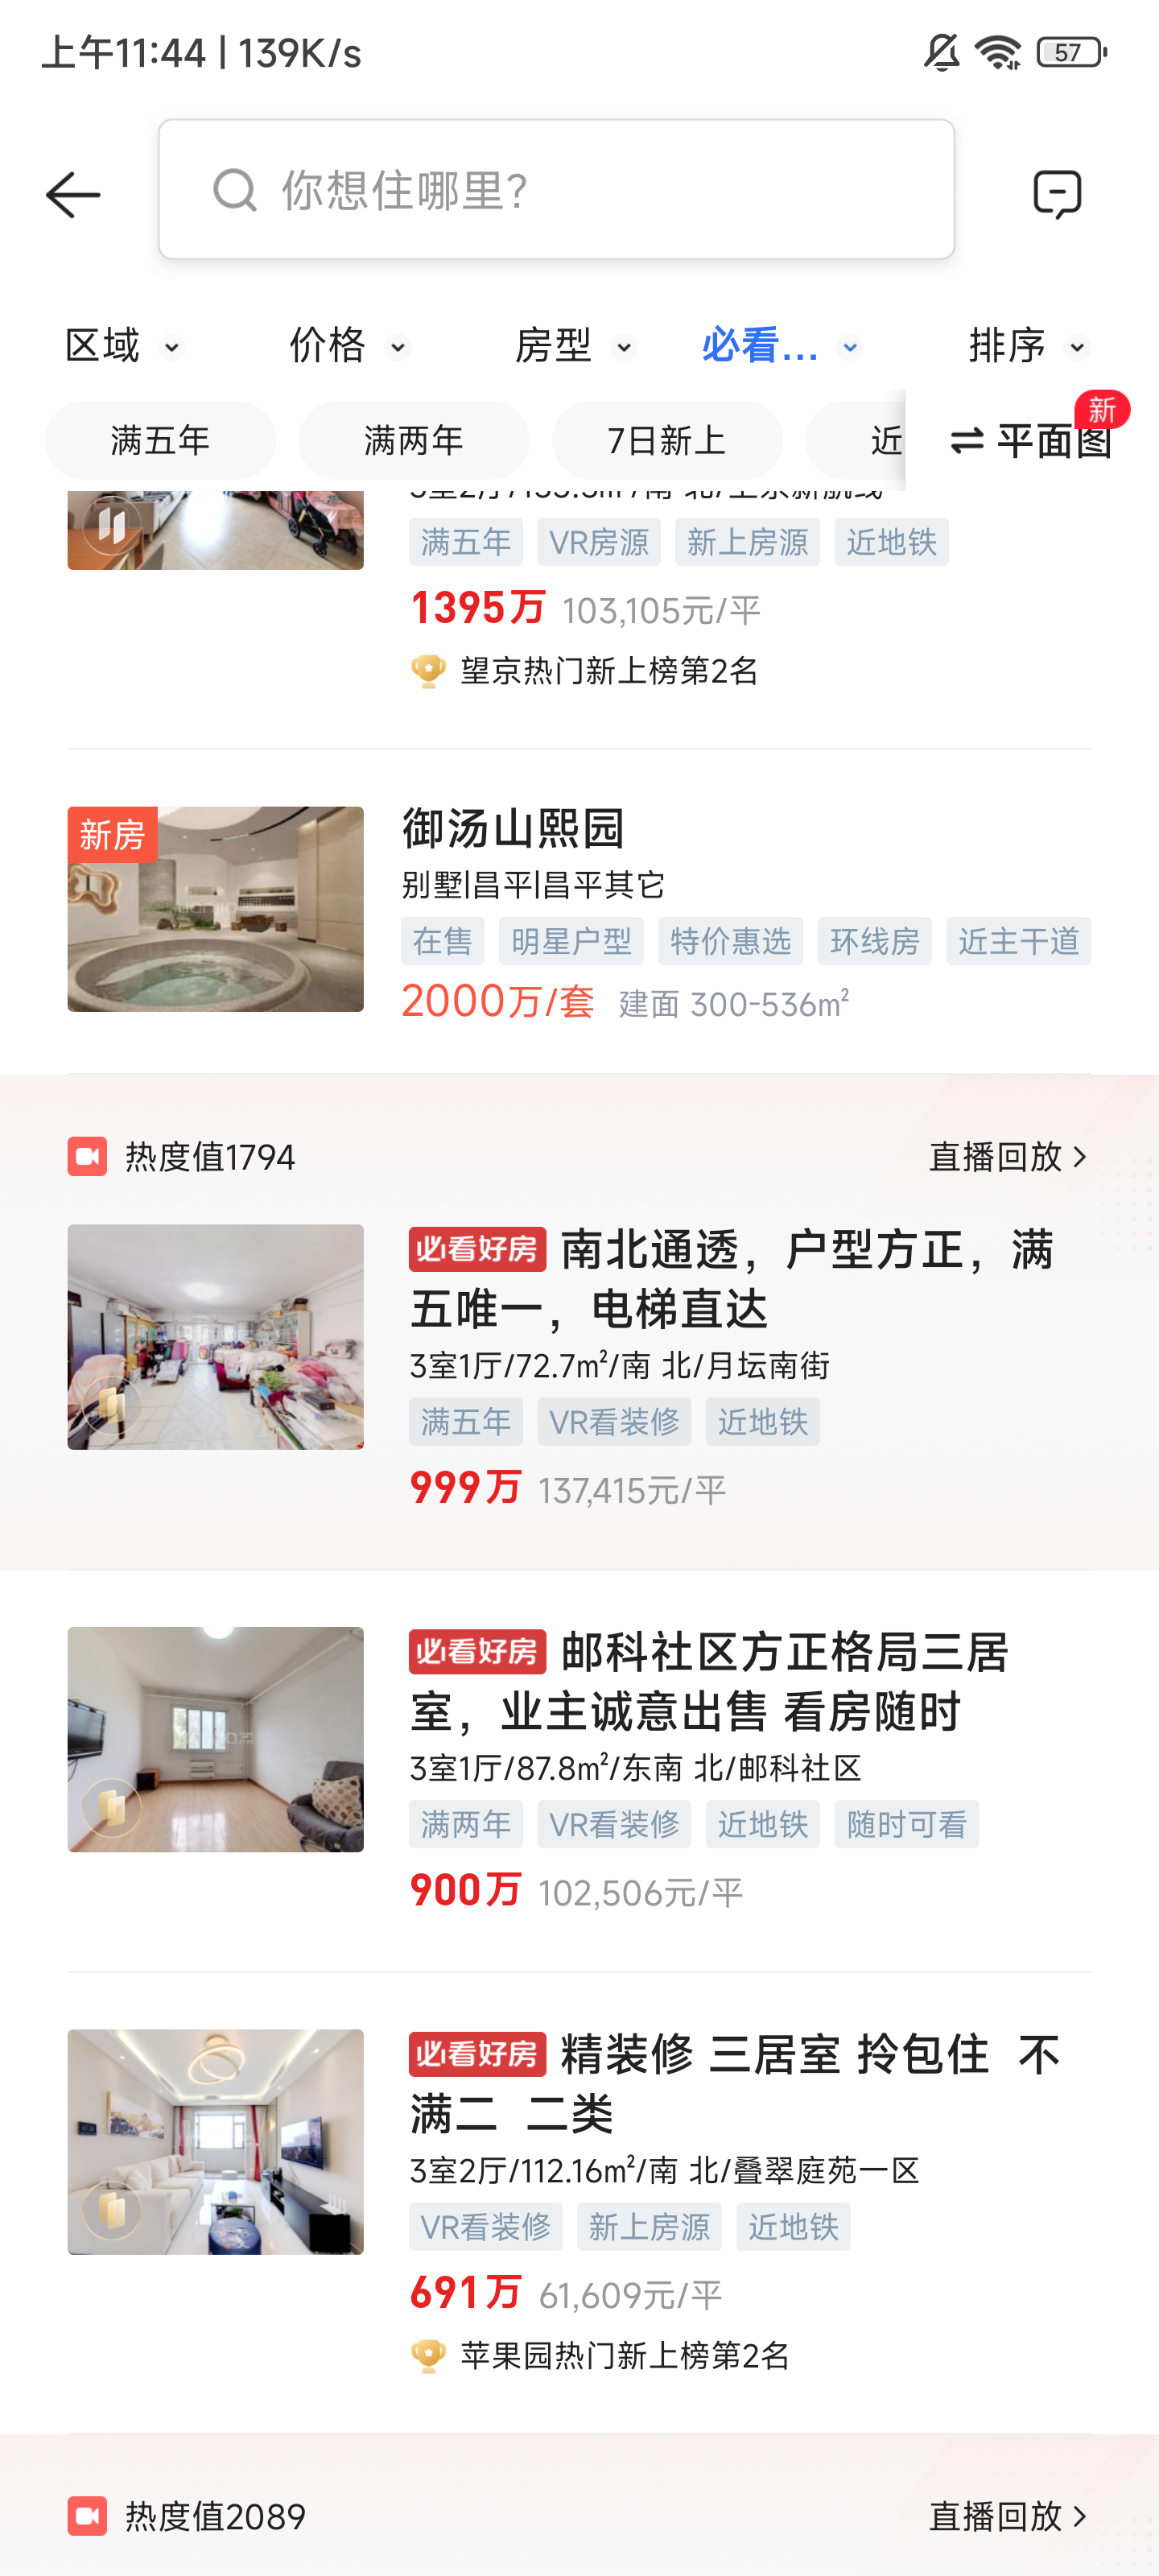 上午11:44 | 139K/s
57
你想住哪里?
区域
价格
房型
必看...
排序
满五年
满两年
7日新上
近
平面图
新
满五年 VR房源 新上房源 近地铁
1395万 103,105元/平
望京热门新上榜第2名
新房
御汤山熙园
别墅|昌平|昌平其它
在售 明星户型 特价惠选 环线房 近主干道
2000万/套 建面 300-536㎡
热度值1794
直播回放
必看好房 南北通透，户型方正，满
五唯一，电梯直达
3室1厅/72.7㎡/南 北/月坛南街
满五年 VR看装修 近地铁
999万 137,415元/平
必看好房 邮科社区方正格局三居
室，业主诚意出售 看房随时
3室1厅/87.8㎡/东南 北/邮科社区
满两年 VR看装修 近地铁 随时可看
900万 102,506元/平
必看好房 精装修 三居室 拎包住 不
满二 二类
3室2厅/112.16㎡/南 北/叠翠庭苑一区
VR看装修 新上房源 近地铁
691万 61,609元/平
苹果园热门新上榜第2名
热度值2089
直播回放